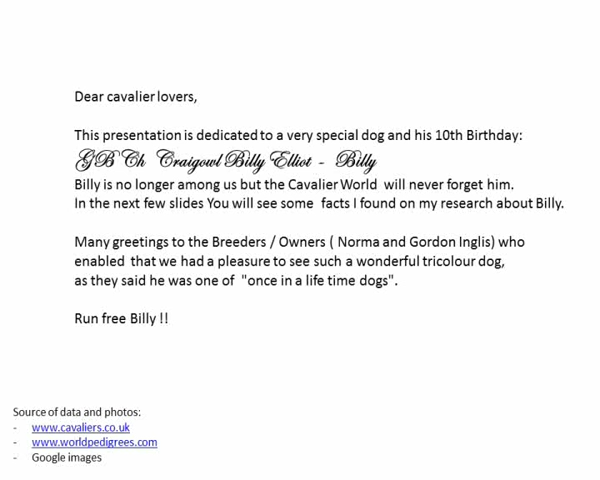 Dear cavalier lovers,
This presentation is dedicated to a very special dog and his 10th Birthday:
GB Ch Craigowl Billy Elliot - Billy
Billy is no longer among us but the Cavalier World will never forget him.
In the next few slides You will see some facts I found on my research about Billy.
Many greetings to the Breeders / Owners ( Norma and Gordon Inglis) who
enabled that we had a pleasure to see such a wonderful tricolour dog,
as they said he was one of "once in a life time dogs".
Run free Billy !!
Source of data and photos:
- www.cavaliers.co.uk
- www.worldpedigrees.com
- Google images